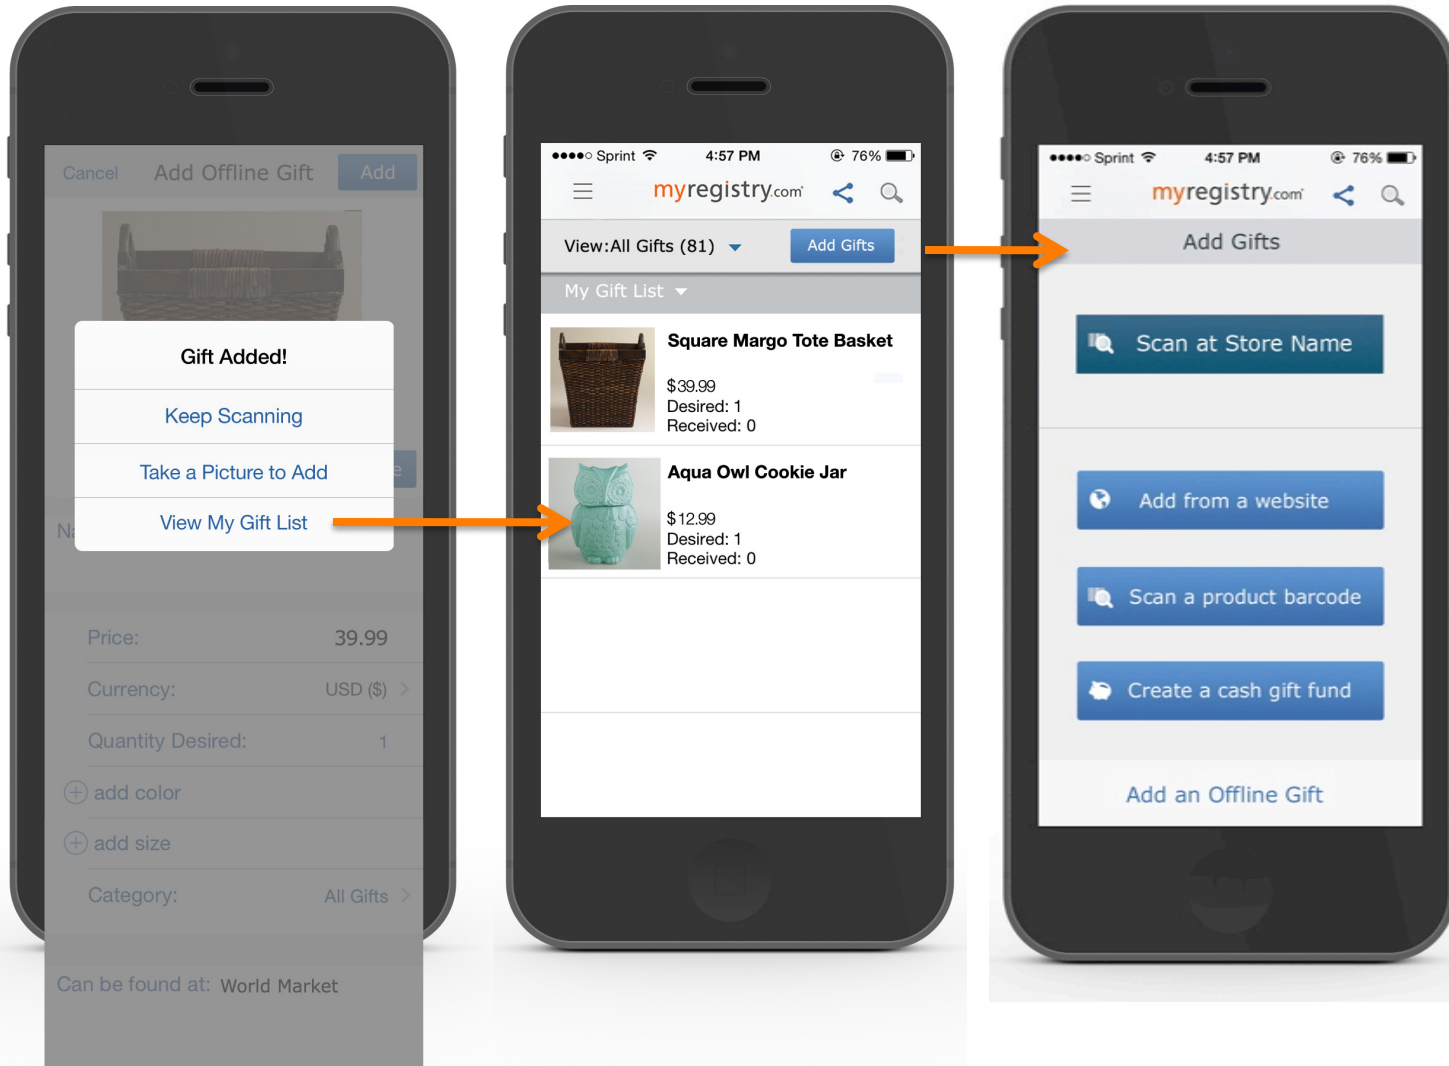 Cancel Add Offline Gift Add
Gift Added!
Keep Scanning
Take a Picture to Add
View My Gift List
Price: 39.99
Currency: USD ($)
Quantity Desired: 1
add color
add size
Category: All Gifts
Can be found at: World Market
Sprint 4:57 PM 76%
myregistry.com
View:All Gifts (81) Add Gifts
My Gift List
Square Margo Tote Basket
$39.99
Desired: 1
Received: 0
Aqua Owl Cookie Jar
$12.99
Desired: 1
Received: 0
Sprint 4:57 PM 76%
myregistry.com
Add Gifts
Scan at Store Name
Add from a website
Scan a product barcode
Create a cash gift fund
Add an Offline Gift